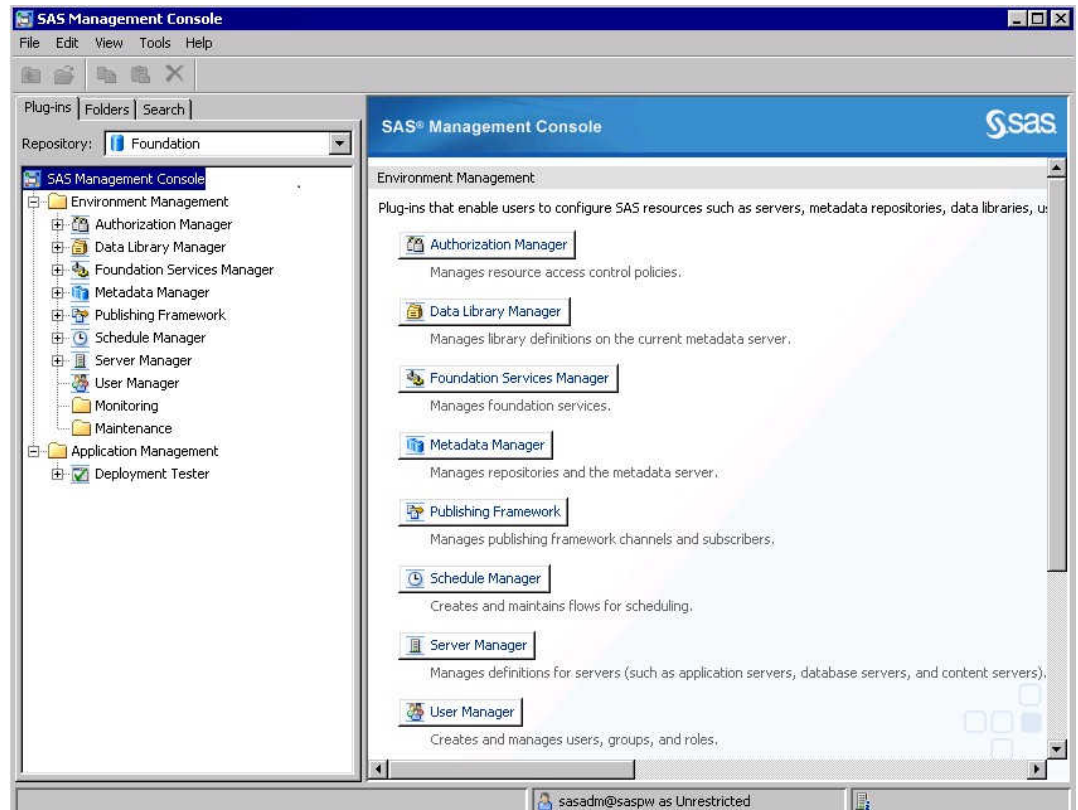 SAS Management Console
File Edit View Tools Help
Plug-ins Folders Search
Repository: Foundation
SAS Management Console
Environment Management
Authorization Manager
Data Library Manager
Foundation Services Manager
Metadata Manager
Publishing Framework
Schedule Manager
Server Manager
User Manager
Monitoring
Maintenance
Application Management
Deployment Tester
SAS® Management Console
sas
Environment Management
Plug-ins that enable users to configure SAS resources such as servers, metadata repositories, data libraries,
Authorization Manager
Manages resource access control policies.
Data Library Manager
Manages library definitions on the current metadata server.
Foundation Services Manager
Manages foundation services.
Metadata Manager
Manages repositories and the metadata server.
Publishing Framework
Manages publishing framework channels and subscribers.
Schedule Manager
Creates and maintains flows for scheduling.
Server Manager
Manages definitions for servers (such as application servers, database servers, and content servers).
User Manager
Creates and manages users, groups, and roles.
sasadm@saspw as Unrestricted